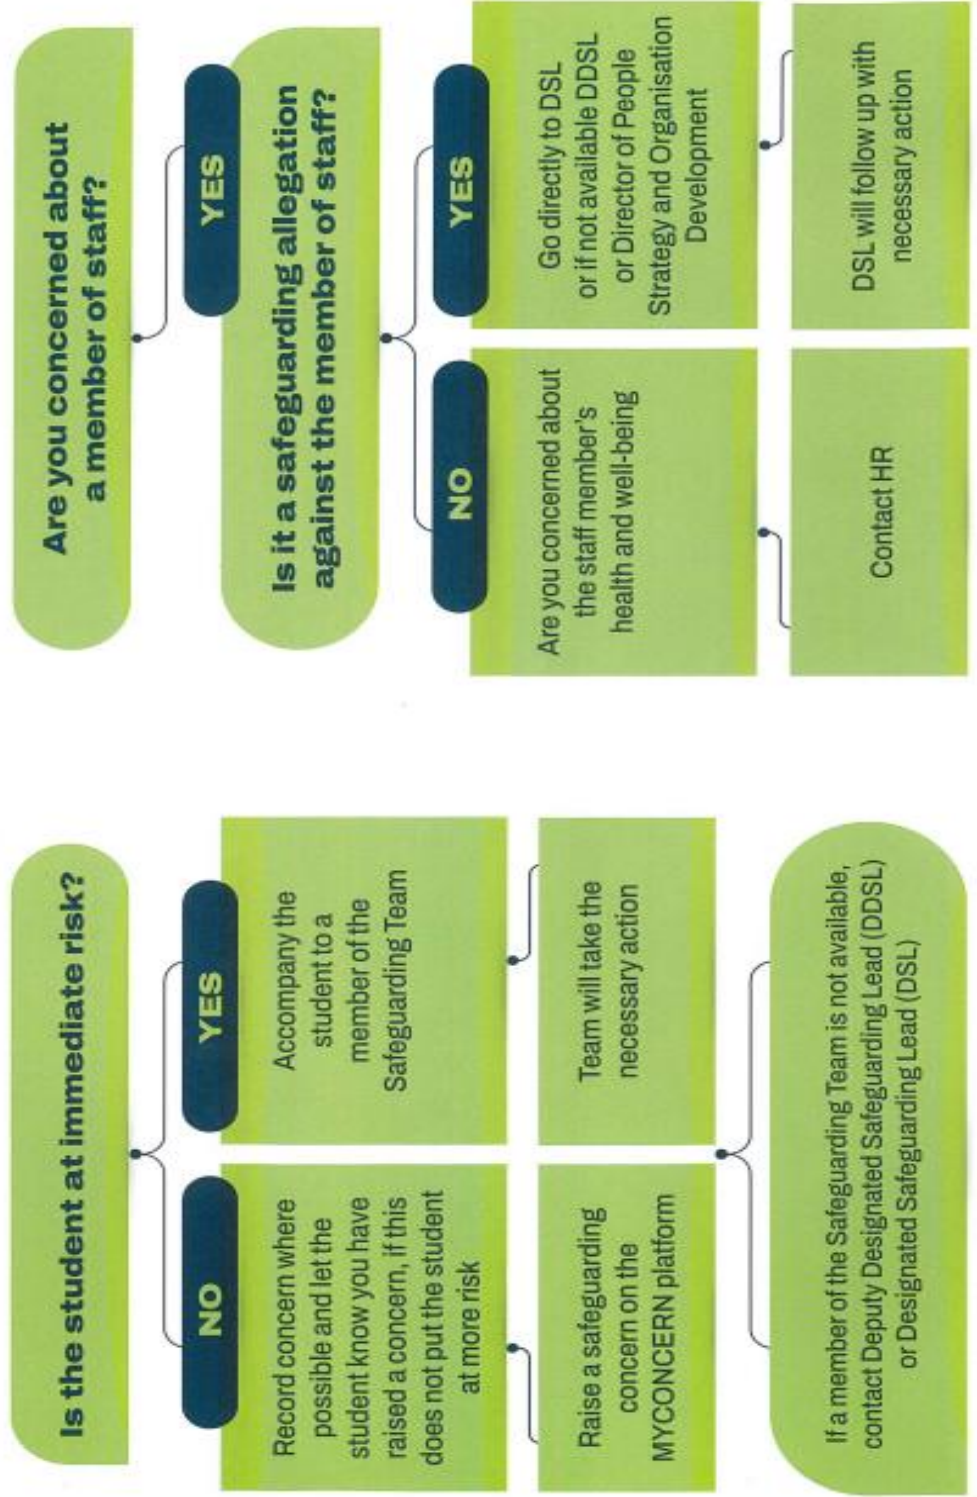 Is the student at immediate risk?
NO
Record concern where
possible and let the
student know you have
raised a concern, if this
does not put the student
at more risk
Raise a safeguarding
concern on the
MYCONCERN platform
YES
Accompany the
student to a
member of the
Safeguarding Team
Team will take the
necessary action
If a member of the Safeguarding Team is not available,
contact Deputy Designated Safeguarding Lead (DDSL)
or Designated Safeguarding Lead (DSL)
Are you concerned about
a member of staff?
YES
Is it a safeguarding allegation
against the member of staff?
NO
Are you concerned about
the staff member's
health and well-being
Contact HR
YES
Go directly to DSL
or if not available DDSL
or Director of People
Strategy and Organisation
Development
DSL will follow up with
necessary action